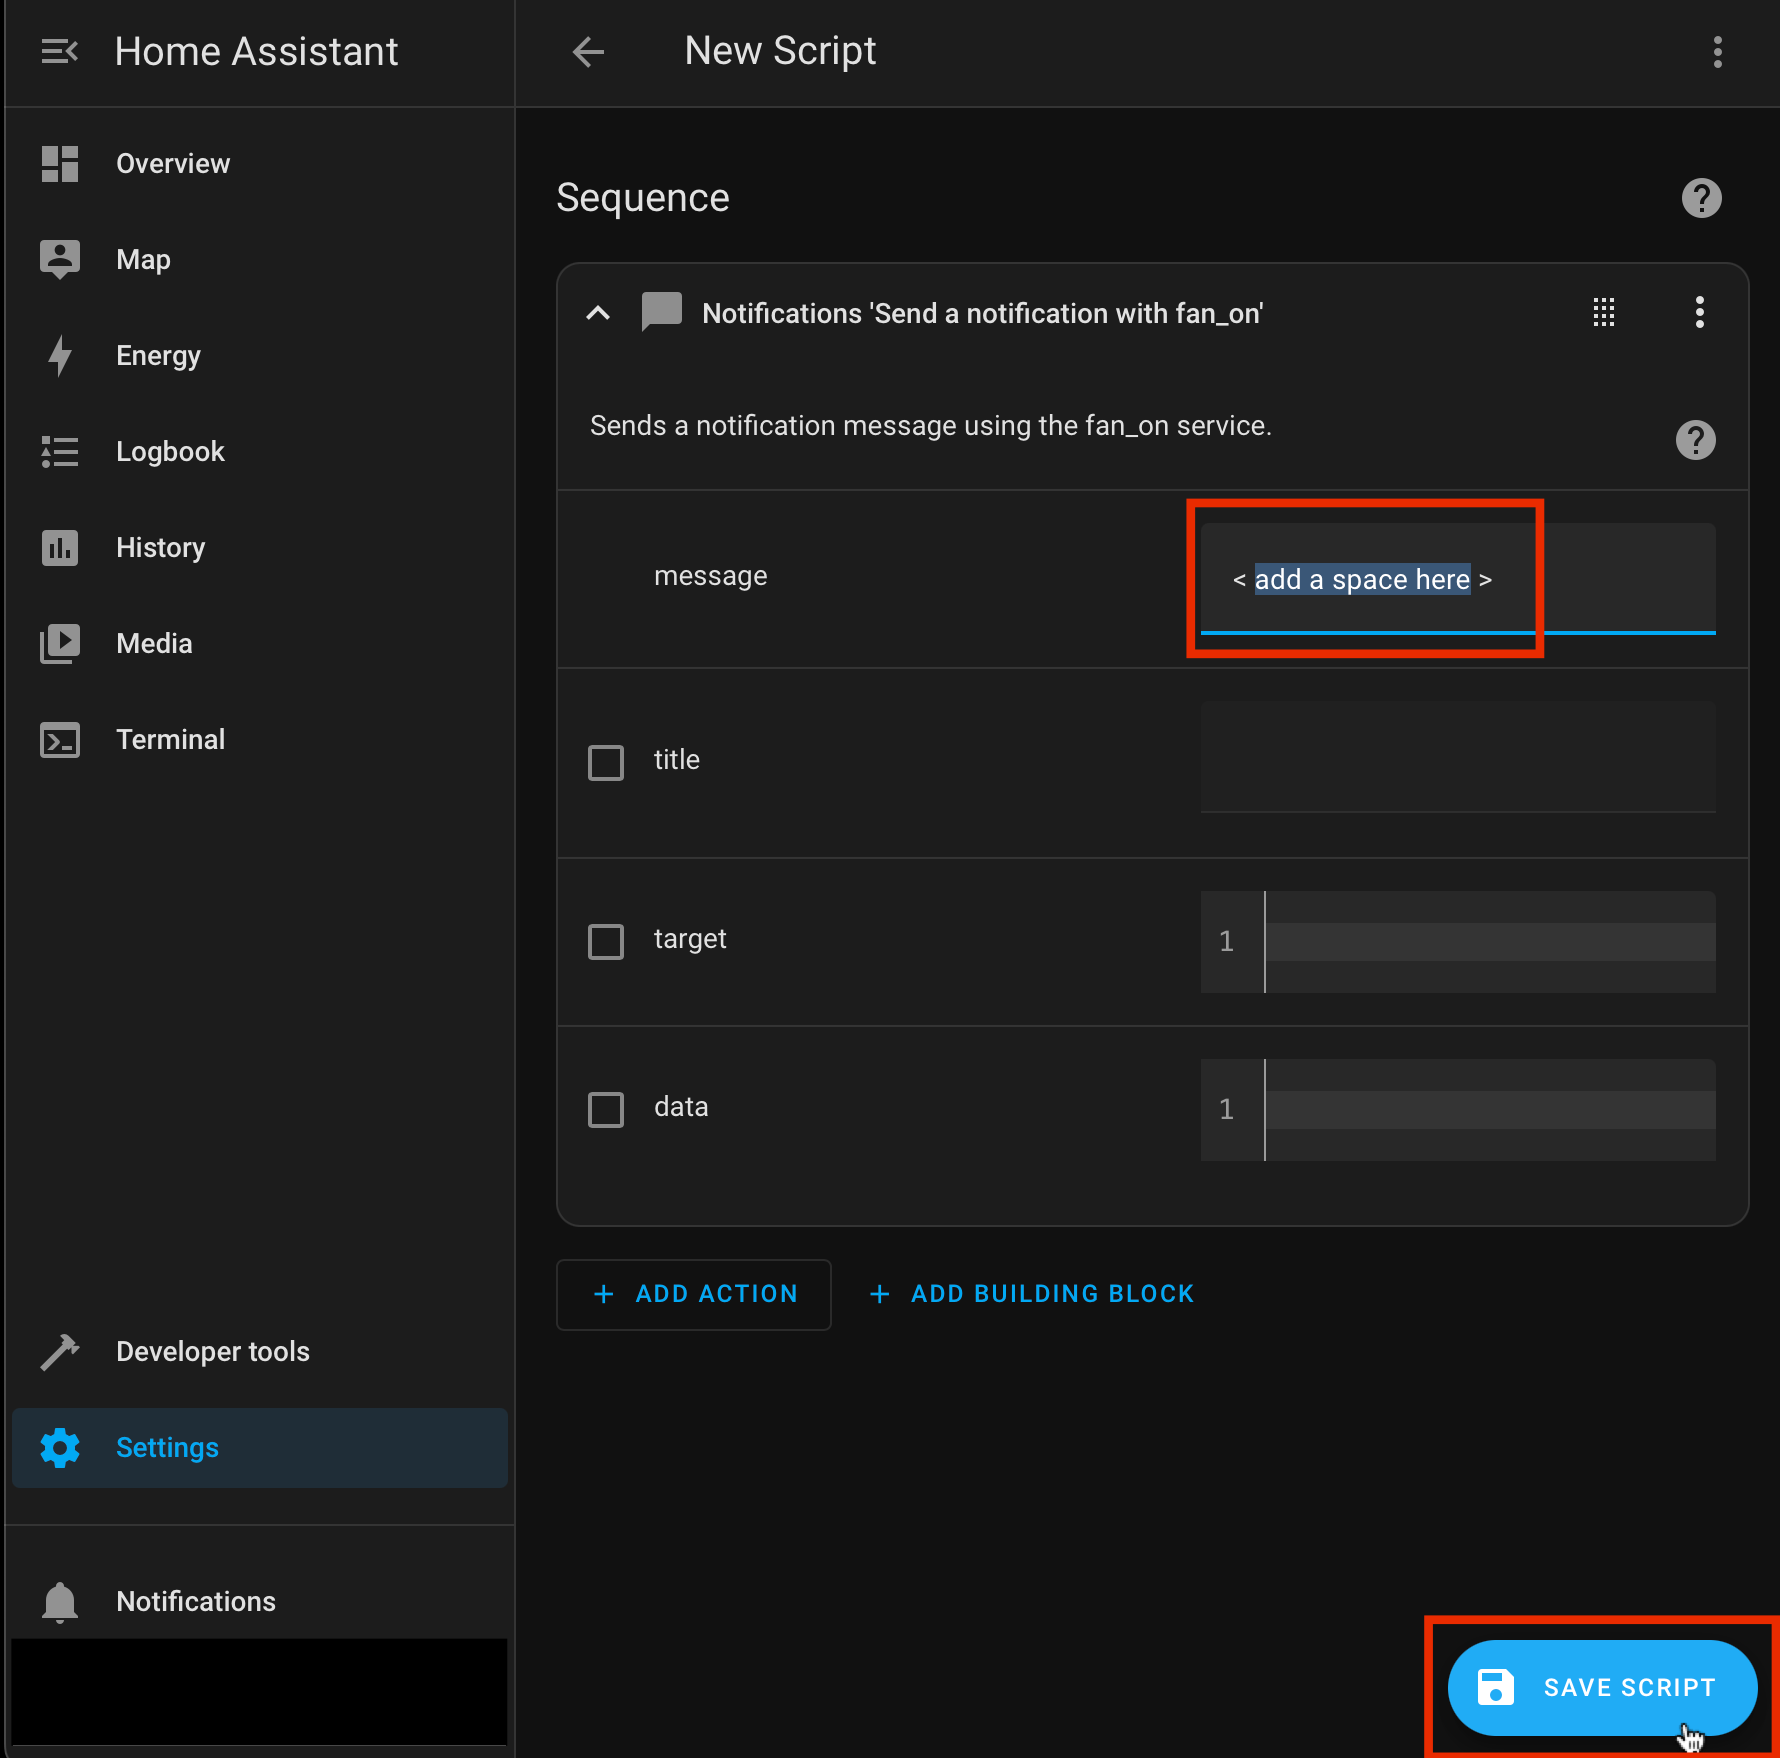 Home Assistant
New Script
Overview
Map
Energy
Logbook
History
Media
Terminal
Developer tools
Settings
Notifications
Sequence
Notifications 'Send a notification with fan_on'
Sends a notification message using the fan_on service.
message
< add a space here >
title
target
1
data
1
+ ADD ACTION
+ ADD BUILDING BLOCK
SAVE SCRIPT